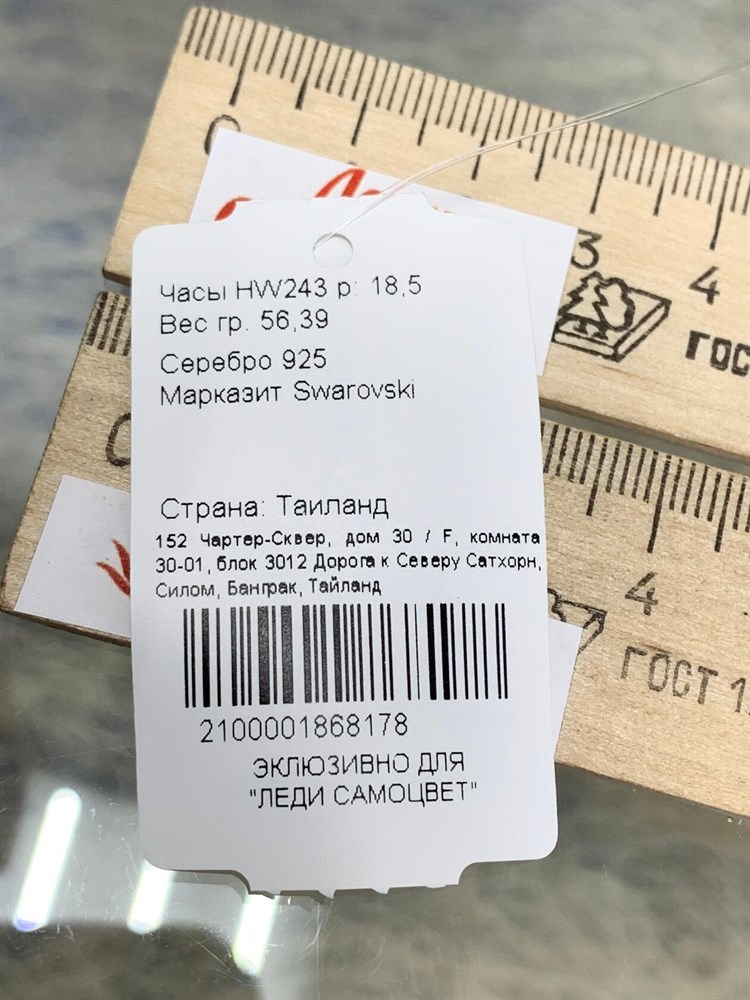 0
3
4
ГОС
Часы HW243 р: 18,5
Вес гр. 56,39
Серебро 925
Марказит Swarovski
Страна: Таиланд
152 Чартер-Сквер, дом 30 / F, комната
30-01, блок 3012 Дорога к Северу Сатхорн,
Силом, Банграк, Тайланд
2100001868178
ЭКЛЮЗИВНО ДЛЯ
"ЛЕДИ САМОЦВЕТ"
0
4
ГОСТ 1